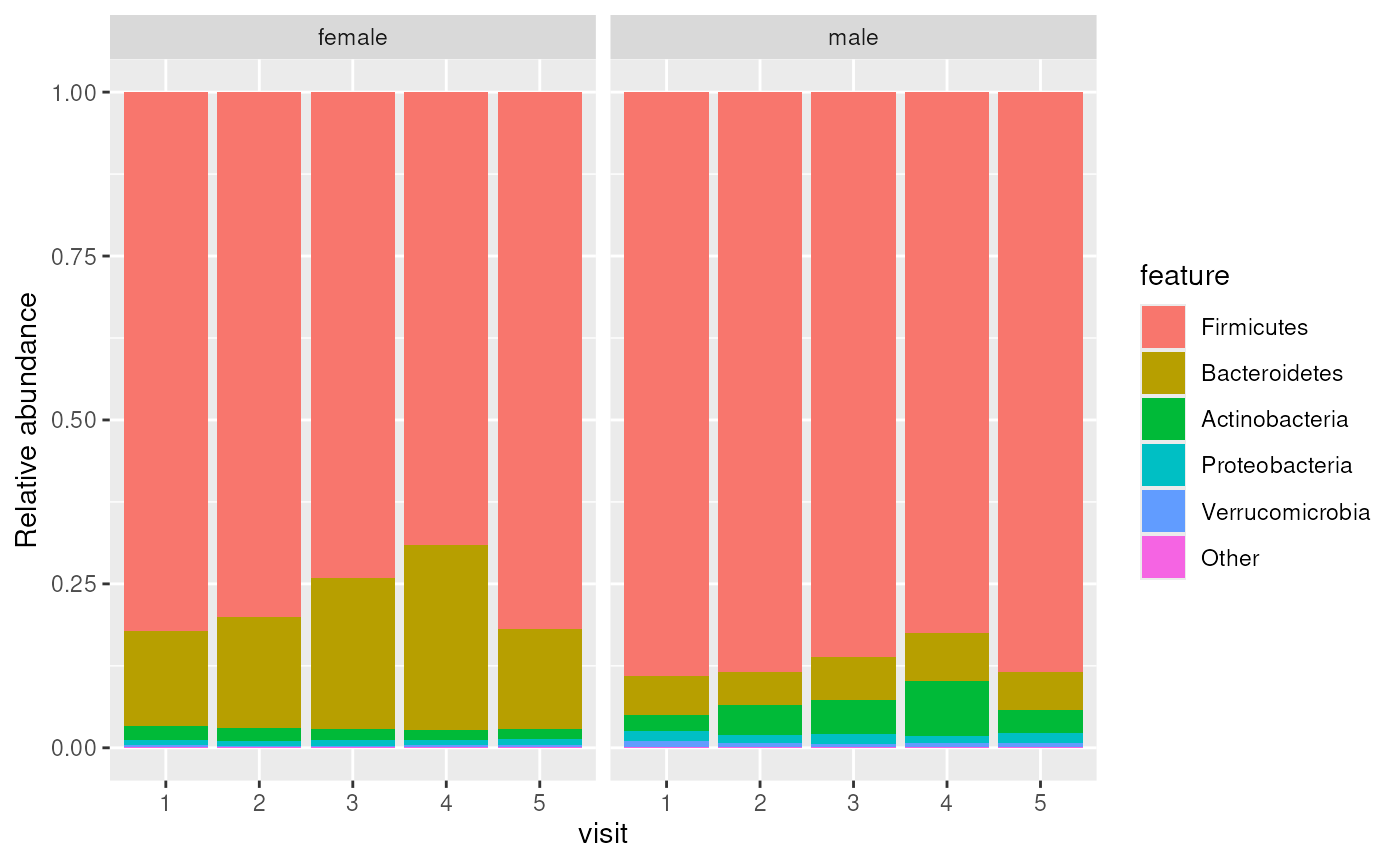 female male
1.00
0.75
0.50
0.25
0.00
Relative abundance
1 2 3 4 5 1 2 3 4 5
visit
feature
Firmicutes
Bacteroidetes
Actinobacteria
Proteobacteria
Verrucomicrobia
Other